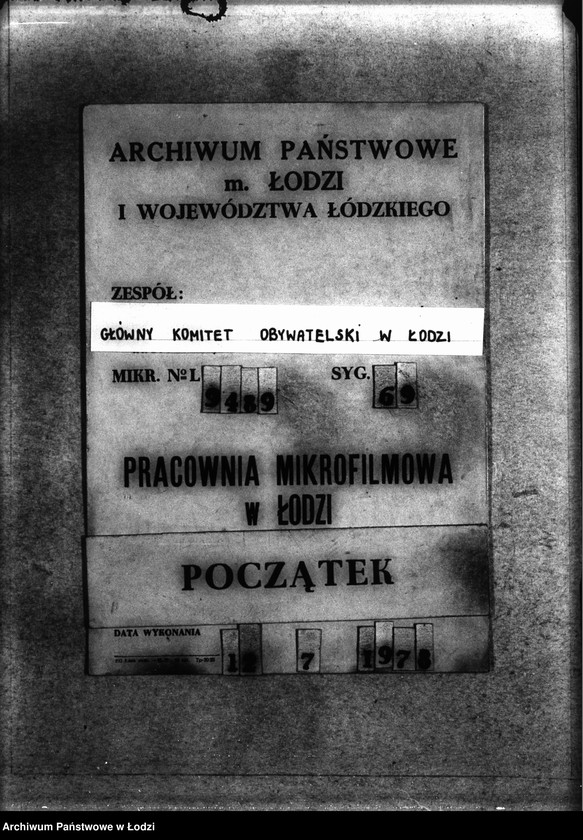 ARCHIWUM PAŃSTWOWE
m. ŁODZI
I WOJEWÓDZTWA ŁÓDZKIEGO
ZESPÓŁ:
GŁÓWNY KOMITET OBYWATELSKI W ŁODZI
MIKR. Nº L 9489 SYG. 69
PRACOWNIA MIKROFILMOWA
w ŁODZI
POCZĄTEK
DATA WYKONANIA 7 1978
Archiwum Państwowe w Łodzi